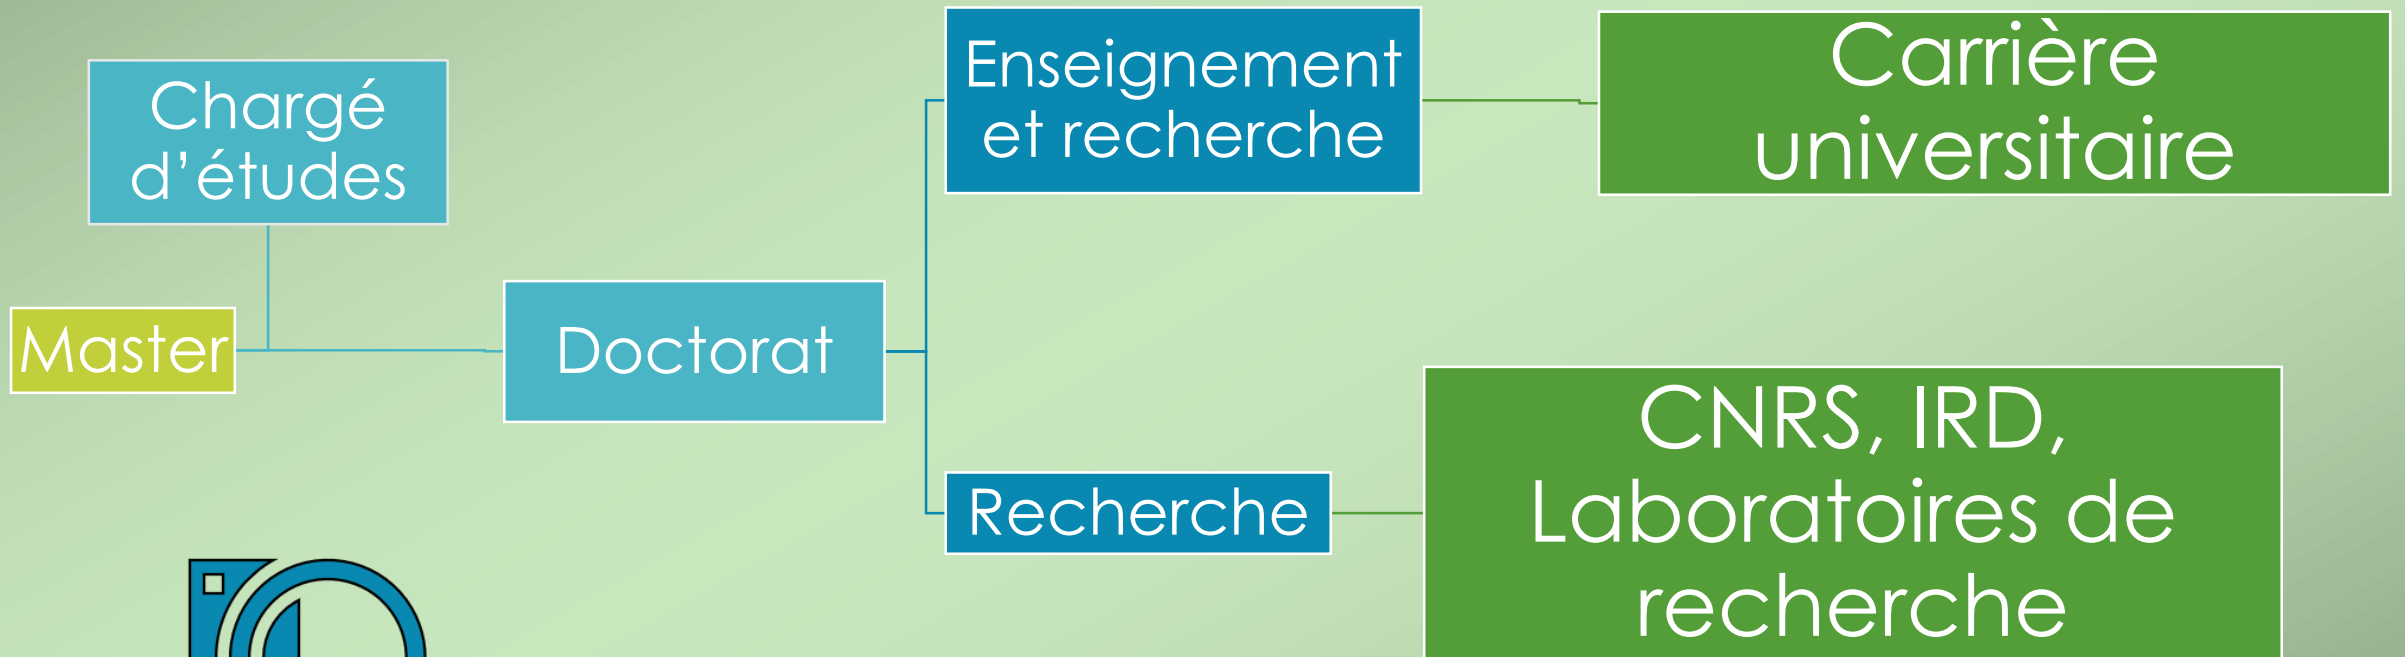 Chargé
d’études
Master
Doctorat
Enseignement
et recherche
Carrière
universitaire
Recherche
CNRS, IRD,
Laboratoires de
recherche